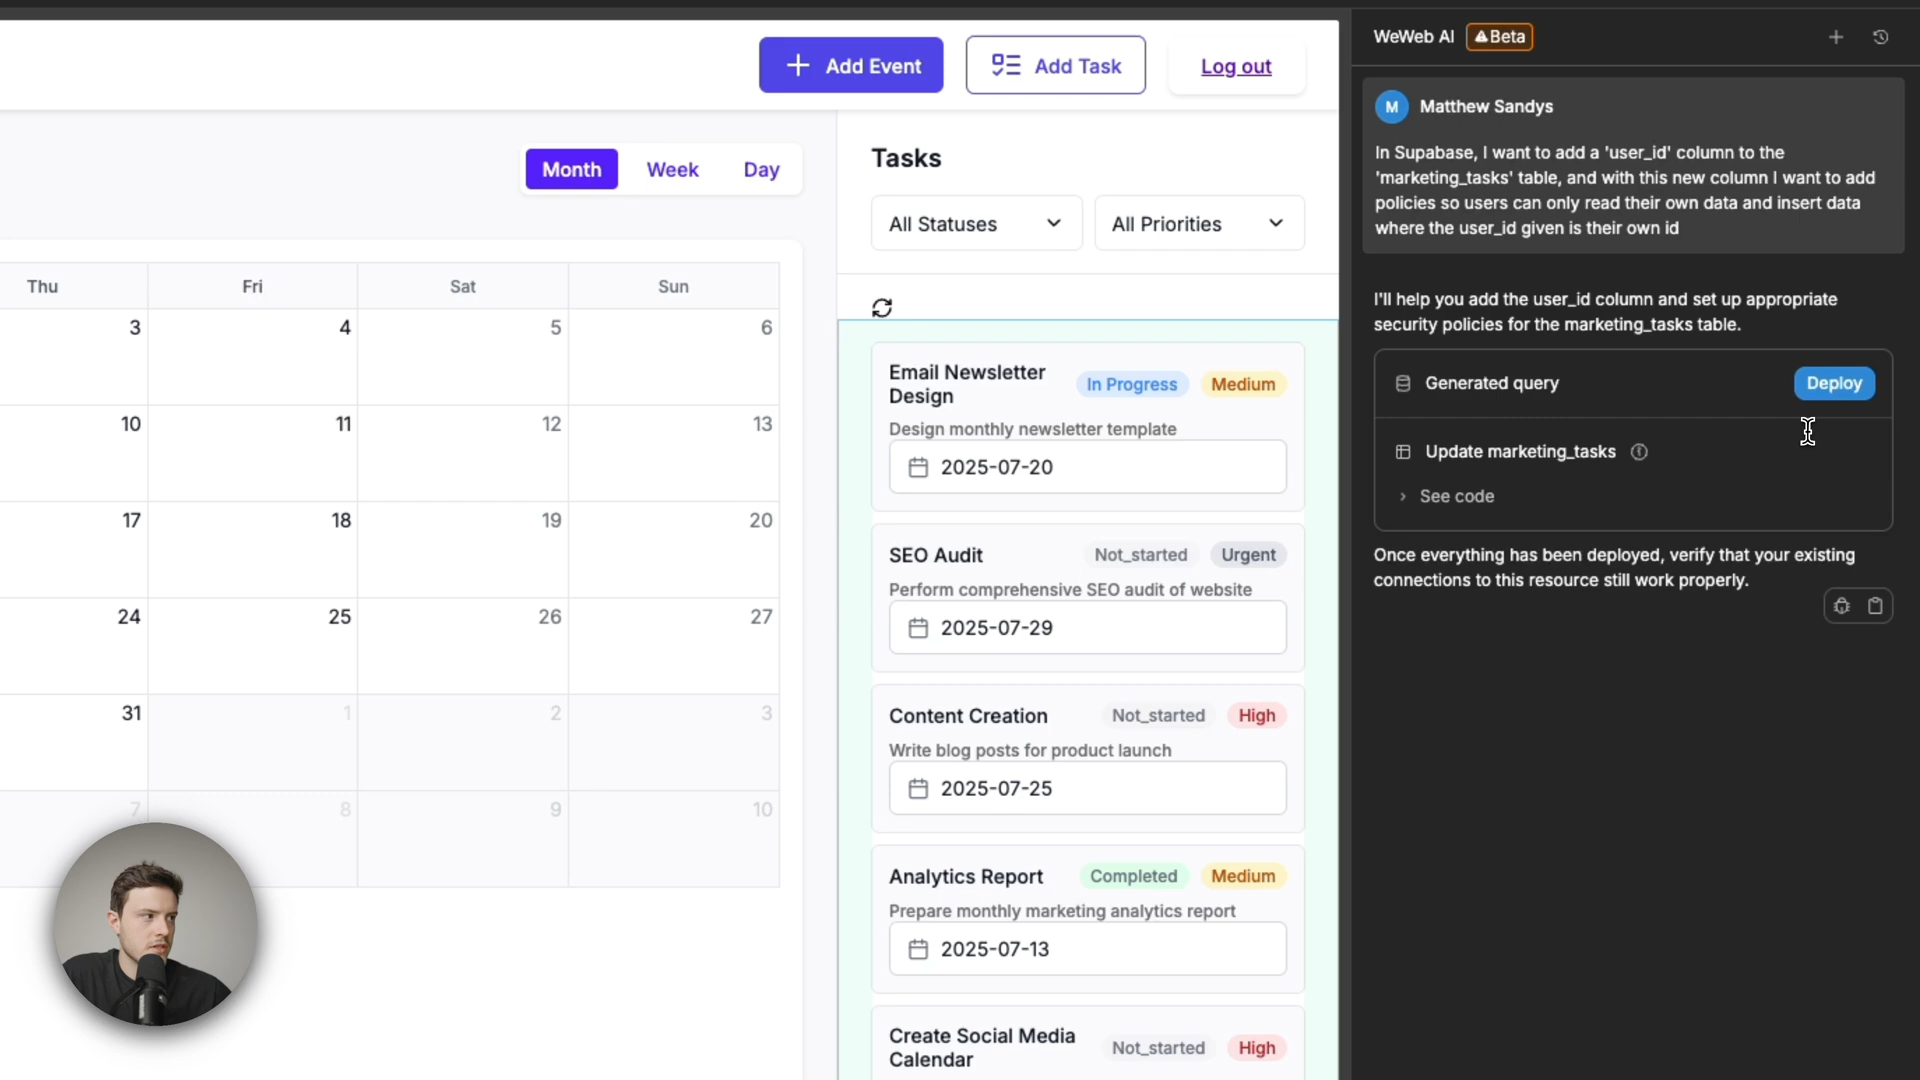 Add Event
Add Task
Log out
Month
Week
Day
Thu
Fri
Sat
Sun
3
4
5
6
10
11
12
13
17
18
19
20
24
25
26
27
31
1
2
3
7
8
9
10
Tasks
All Statuses
All Priorities
Email Newsletter
Design
In Progress
Medium
Design monthly newsletter template
2025-07-20
SEO Audit
Not_started
Urgent
Perform comprehensive SEO audit of website
2025-07-29
Content Creation
Not_started
High
Write blog posts for product launch
2025-07-25
Analytics Report
Completed
Medium
Prepare monthly marketing analytics report
2025-07-13
Create Social Media
Calendar
Not_started
High
WeWeb AI
Beta
M
Matthew Sandys
In Supabase, I want to add a 'user_id' column to the
'marketing_tasks' table, and with this new column I want to add
policies so users can only read their own data and insert data
where the user_id given is their own id
I'll help you add the user_id column and set up appropriate
security policies for the marketing_tasks table.
Generated query
Deploy
Update marketing_tasks
See code
Once everything has been deployed, verify that your existing
connections to this resource still work properly.